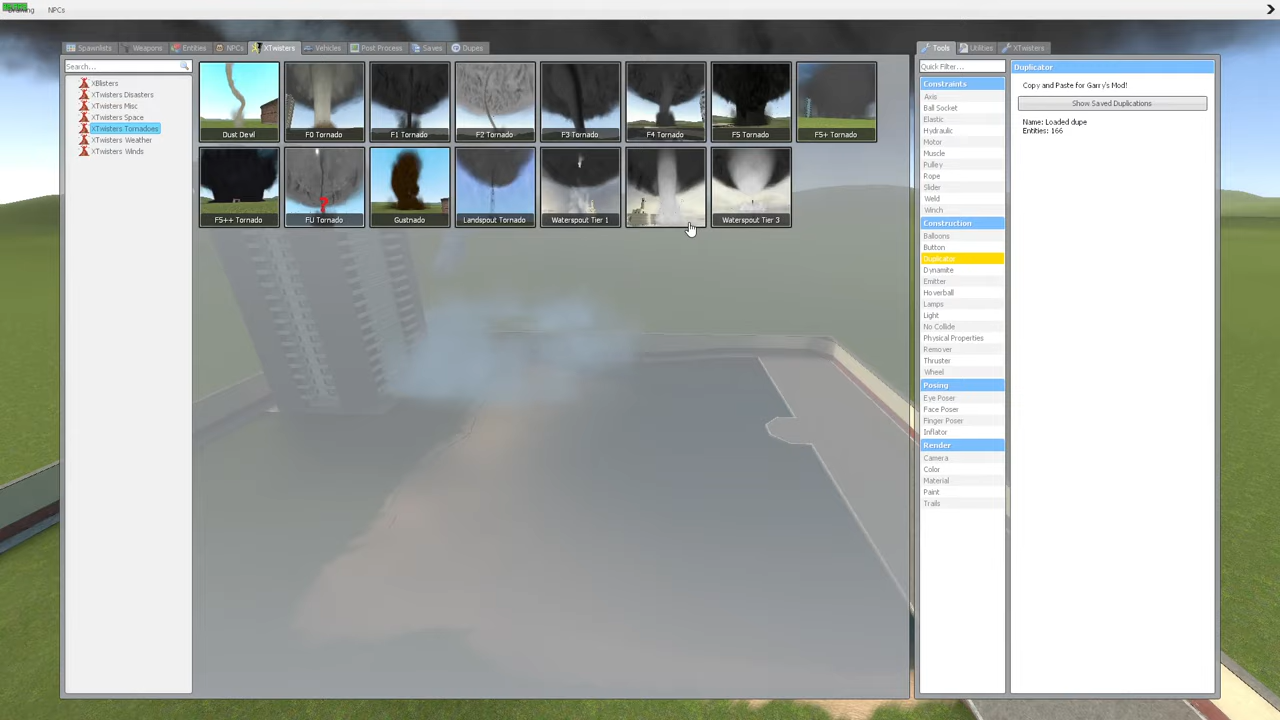 Drawing NPCs
Spawnlists Weapons Entities NPCs XTwisters Vehicles Post Process Saves Dupes
Search...
XBlisters
XTwisters Disasters
XTwisters Misc
XTwisters Space
XTwisters Tornadoes
XTwisters Weather
XTwisters Winds
Dust Devil F0 Tornado F1 Tornado F2 Tornado F3 Tornado F4 Tornado F5 Tornado F5+ Tornado
F5++ Tornado FU Tornado Gustnado Landspout Tornado Waterspout Tier 1 Waterspout Tier 3
Tools Utilities XTwisters
Quick Filter...
Constraints
Axis
Ball Socket
Elastic
Hydraulic
Motor
Muscle
Pulley
Rope
Slider
Weld
Winch
Construction
Balloons
Button
Duplicator
Dynamite
Emitter
Hoverball
Lamps
Light
No Collide
Physical Properties
Remover
Thruster
Wheel
Posing
Eye Poser
Face Poser
Finger Poser
Inflator
Render
Camera
Color
Material
Paint
Trails
Duplicator
Copy and Paste for Garry's Mod!
Show Saved Duplications
Name: Loaded dupe
Entities: 166